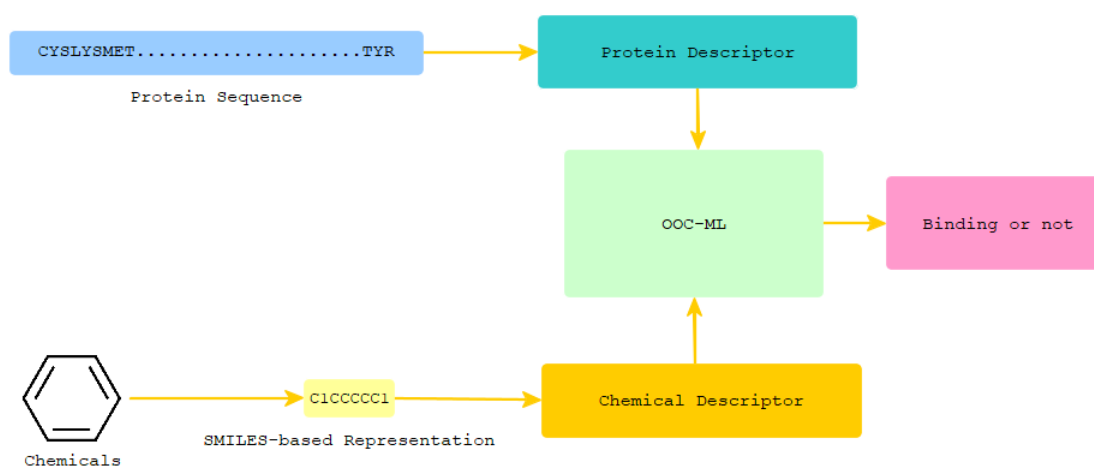 CYSLYSMET.....................TYR
Protein Sequence
Protein Descriptor
OOC-ML
Binding or not
C1CCCCC1
SMILES-based Representation
Chemical Descriptor
Chemicals